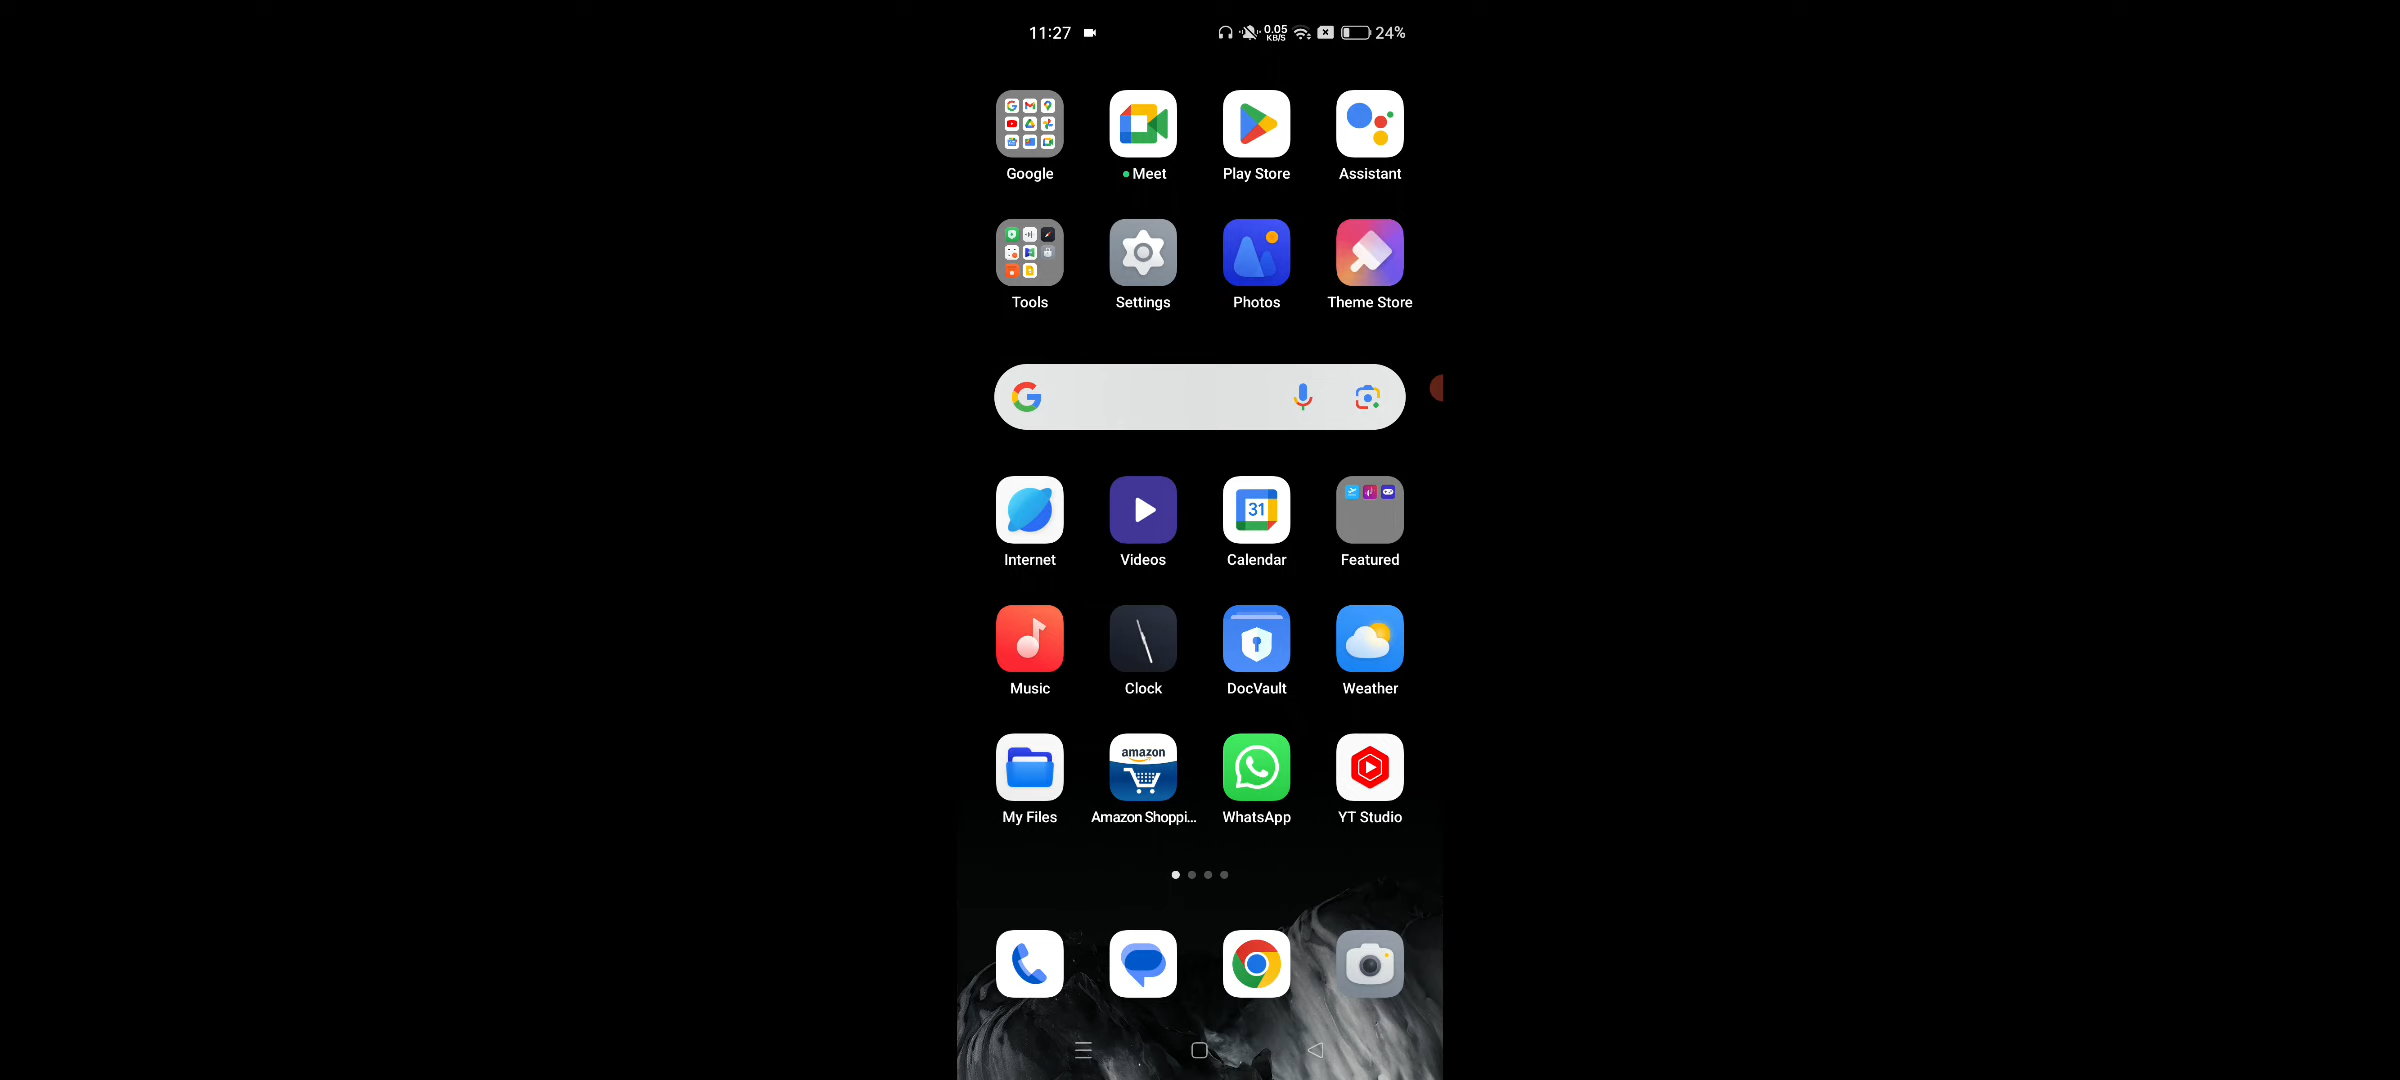 11:27 0.05 KB/S 24%
Google Meet Play Store Assistant
Tools Settings Photos Theme Store
31
Internet Videos Calendar Featured
Music Clock DocVault Weather
amazon
My Files Amazon Shoppi... WhatsApp YT Studio